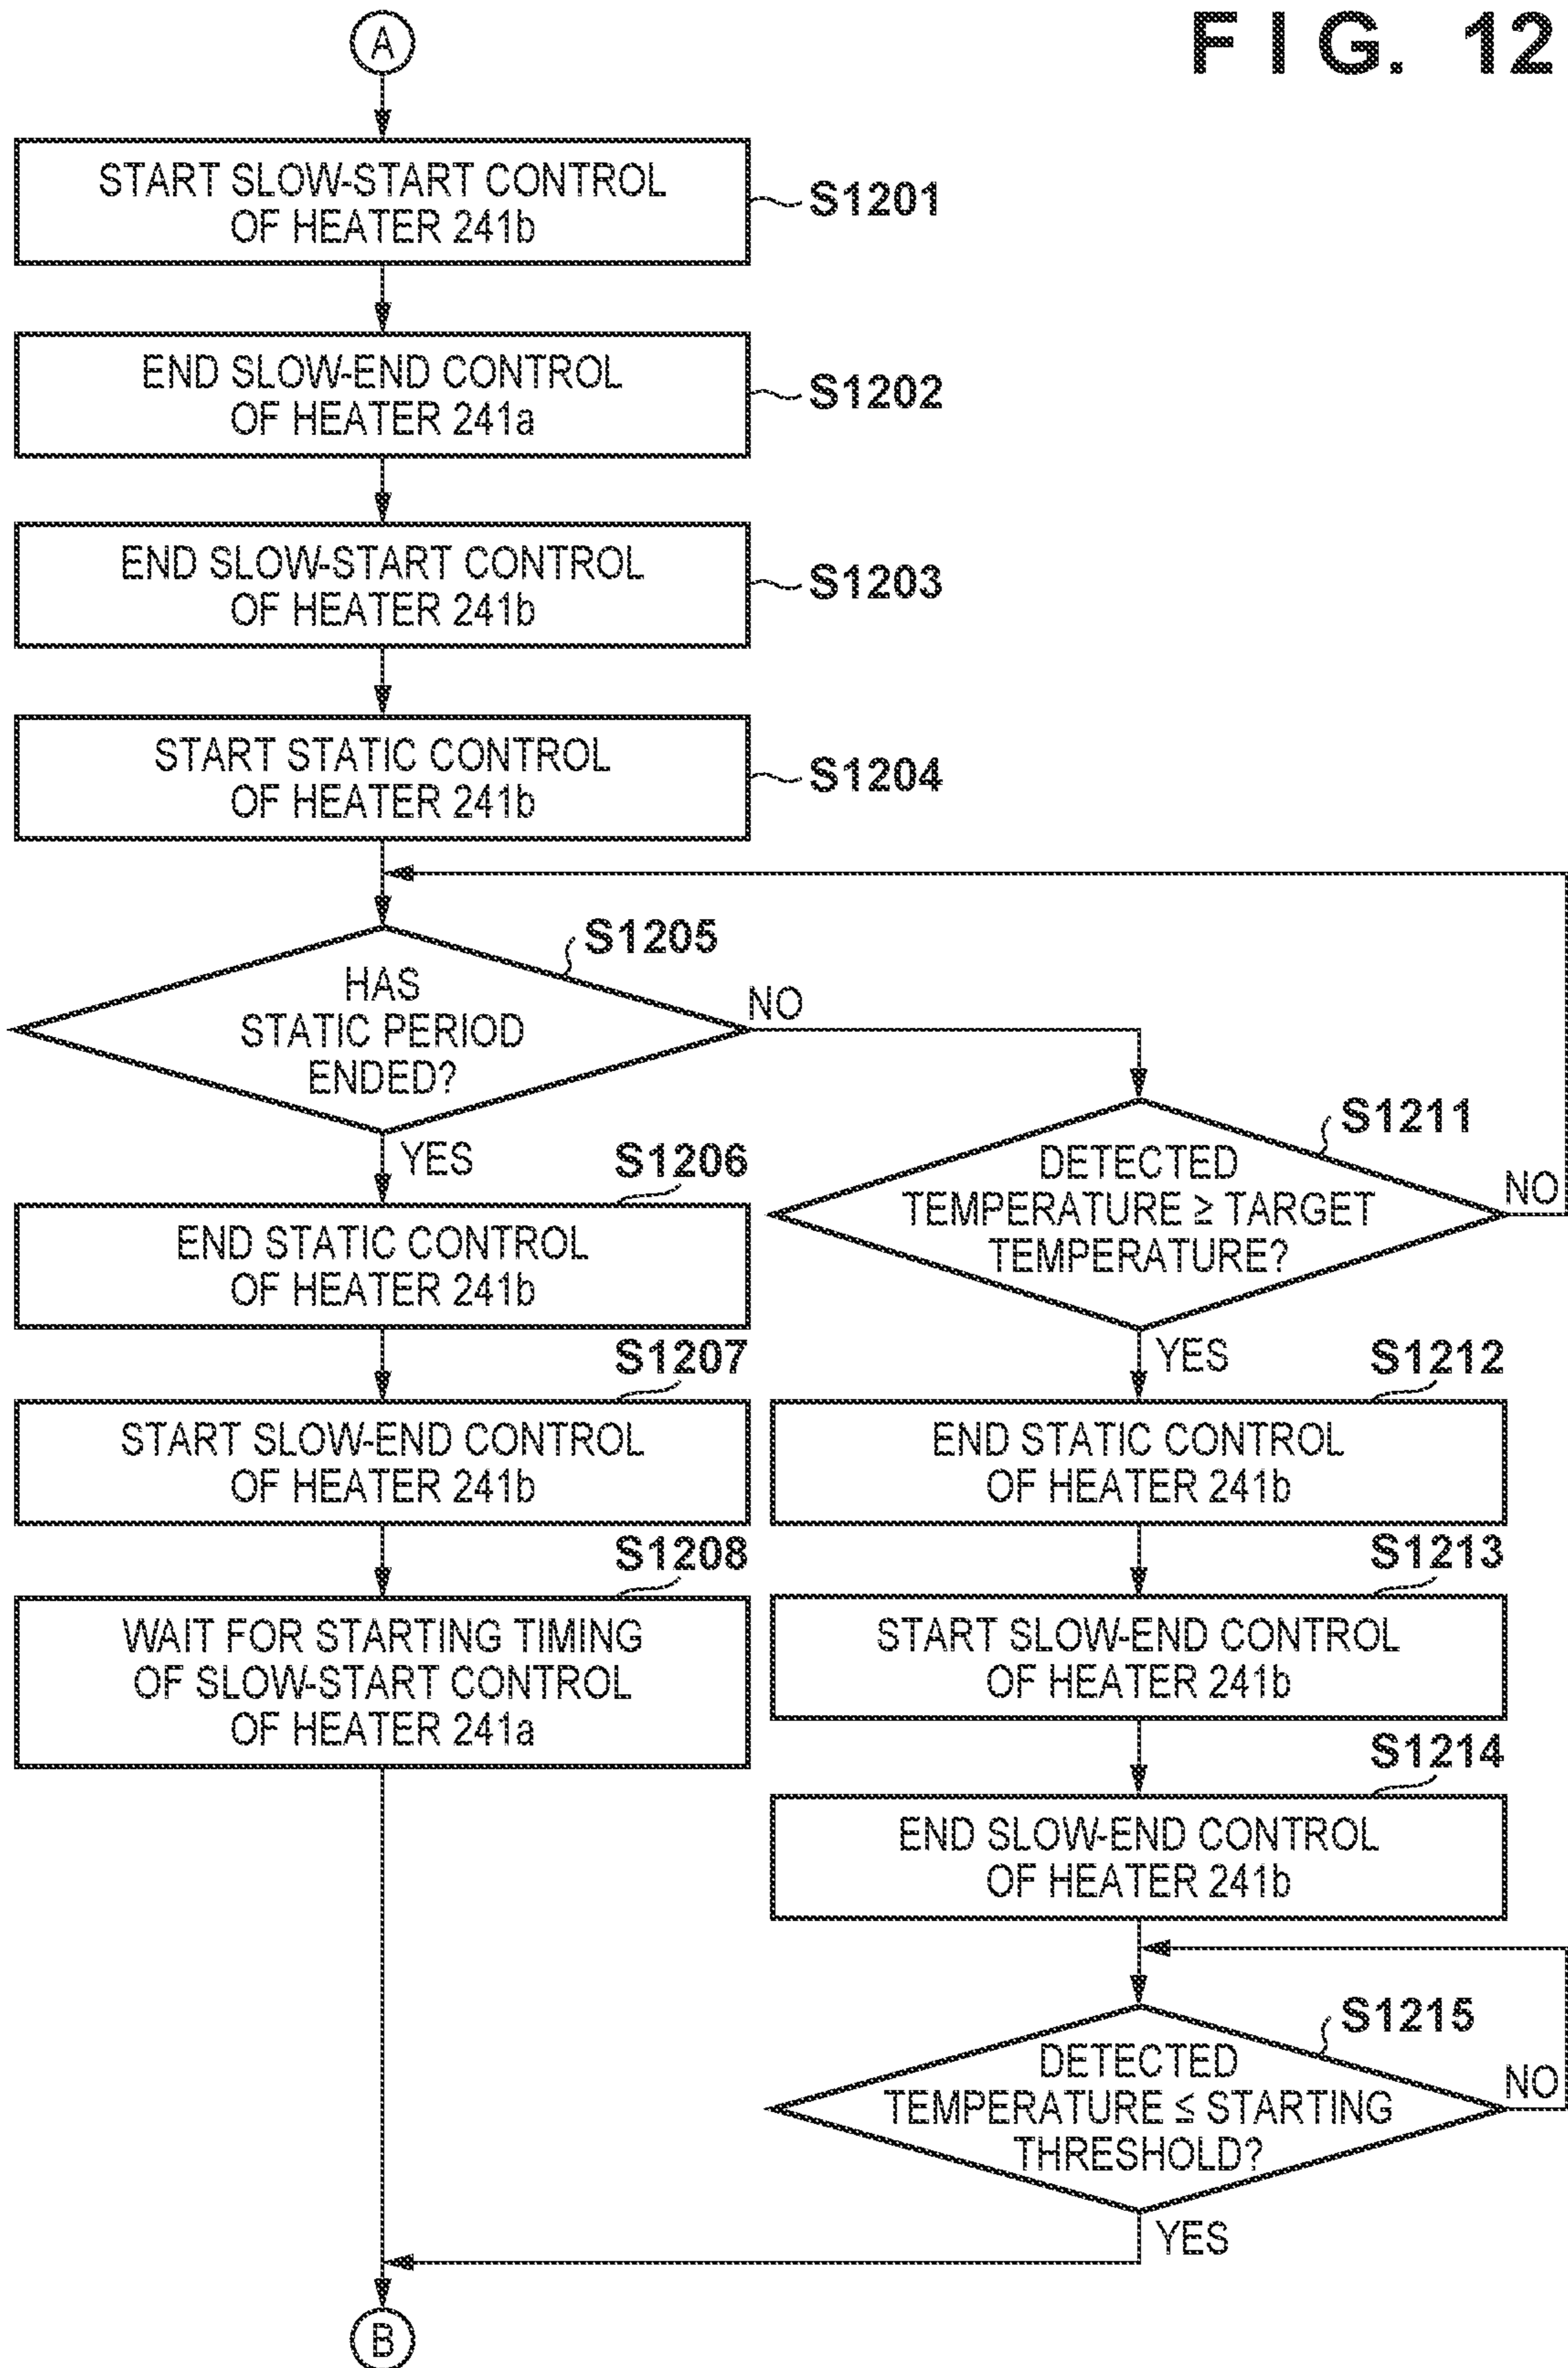 FIG. 12
A
START SLOW-START CONTROL
OF HEATER 241b
S1201
END SLOW-END CONTROL
OF HEATER 241a
S1202
END SLOW-START CONTROL
OF HEATER 241b
S1203
START STATIC CONTROL
OF HEATER 241b
S1204
S1205
HAS
STATIC PERIOD
ENDED?
NO
YES
S1206
END STATIC CONTROL
OF HEATER 241b
S1207
START SLOW-END CONTROL
OF HEATER 241b
S1208
WAIT FOR STARTING TIMING
OF SLOW-START CONTROL
OF HEATER 241a
S1211
DETECTED
TEMPERATURE ≥ TARGET
TEMPERATURE?
NO
YES
S1212
END STATIC CONTROL
OF HEATER 241b
S1213
START SLOW-END CONTROL
OF HEATER 241b
S1214
END SLOW-END CONTROL
OF HEATER 241b
S1215
DETECTED
TEMPERATURE ≤ STARTING
THRESHOLD?
NO
YES
B